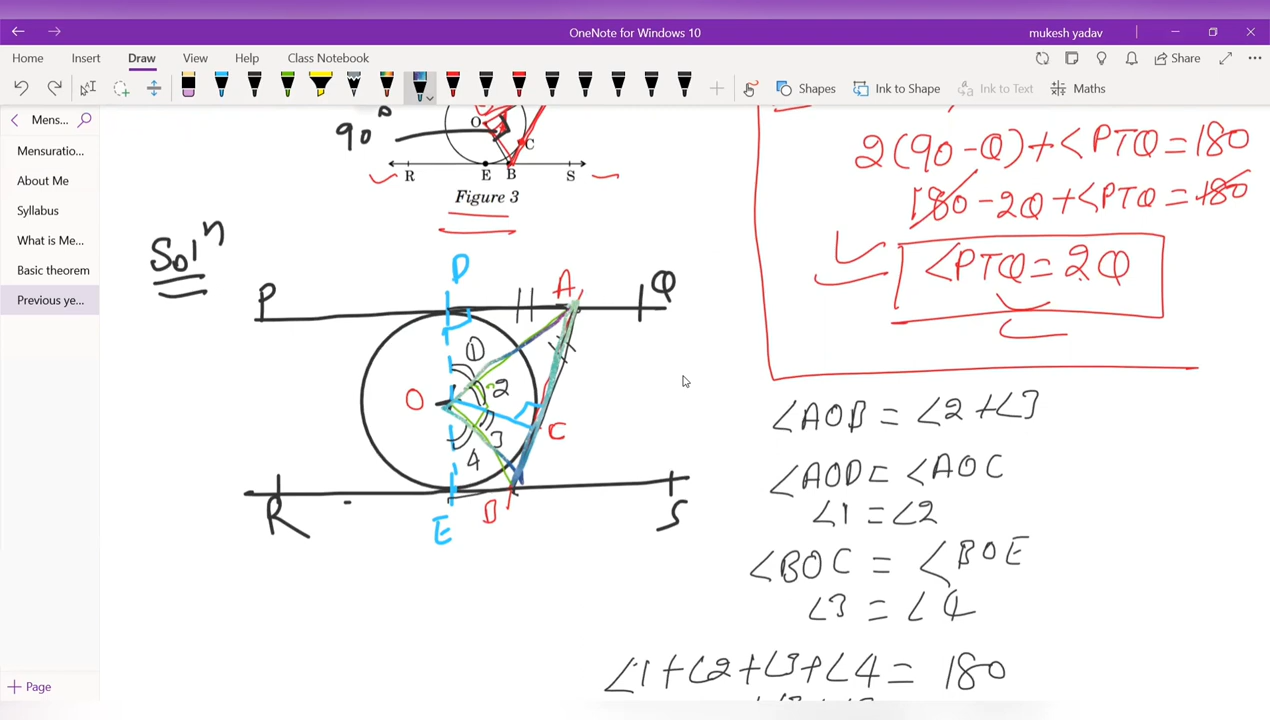 OneNote for Windows 10
mukesh yadav
Home Insert Draw View Help Class Notebook
Share
Shapes Ink to Shape Ink to Text Maths
Mens...
Mensuratio...
About Me
Syllabus
What is Me...
Basic theorem
Previous ye...
Page
90°
O
C
R E B S
Figure 3
Solⁿ
D
P A Q
1
O 2
3 C
4
R E B S
2(90-Q)+<PTQ=180
180-2Q+<PTQ=180
<PTQ=2Q
∠AOB=∠2+∠3
∠AOD=∠AOC
∠1=∠2
∠BOC=∠BOE
∠3=∠4
∠1+∠2+∠3+∠4=180